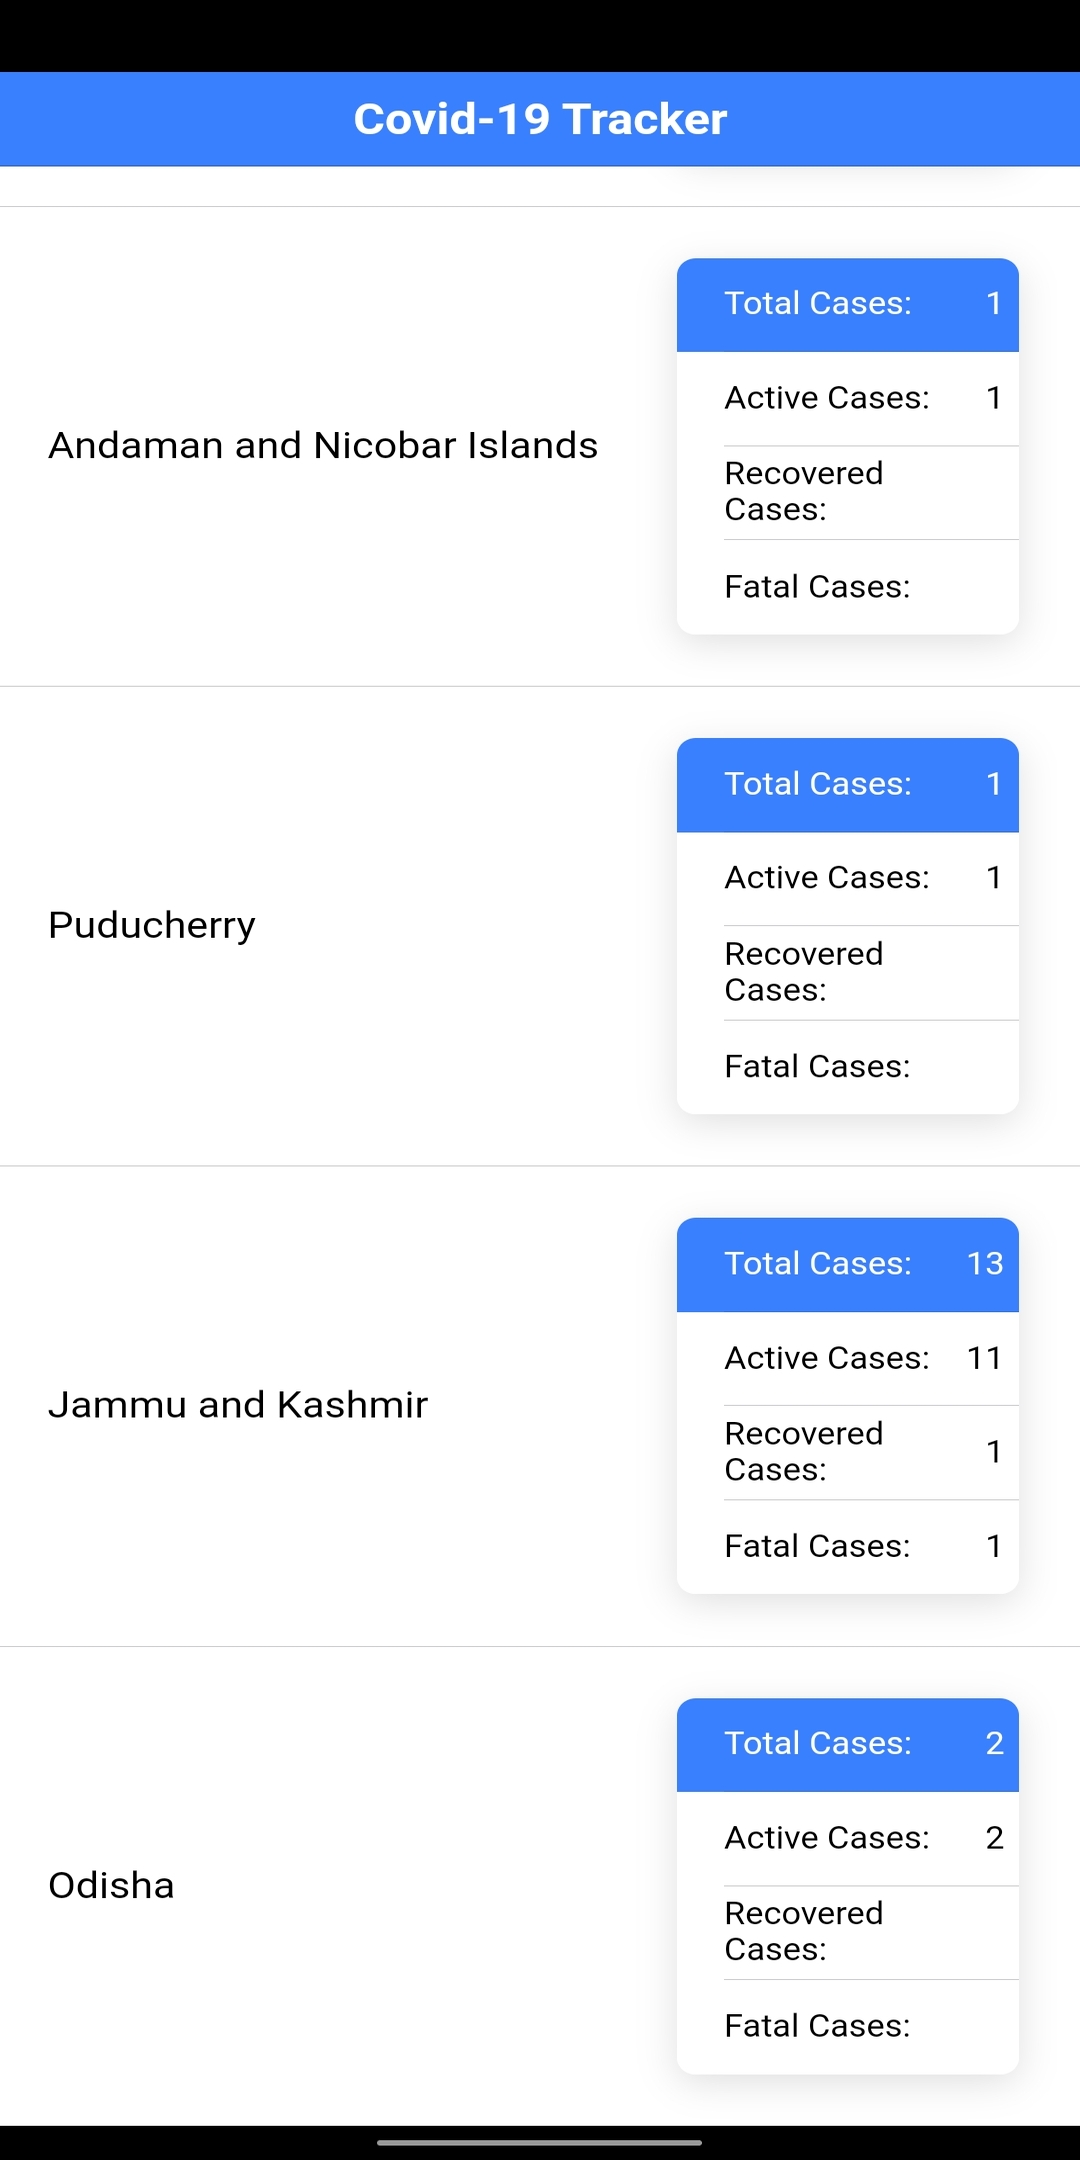 Covid-19 Tracker
Andaman and Nicobar Islands
Total Cases: 1
Active Cases: 1
Recovered
Cases:
Fatal Cases:
Puducherry
Total Cases: 1
Active Cases: 1
Recovered
Cases:
Fatal Cases:
Jammu and Kashmir
Total Cases: 13
Active Cases: 11
Recovered
Cases: 1
Fatal Cases: 1
Odisha
Total Cases: 2
Active Cases: 2
Recovered
Cases:
Fatal Cases: